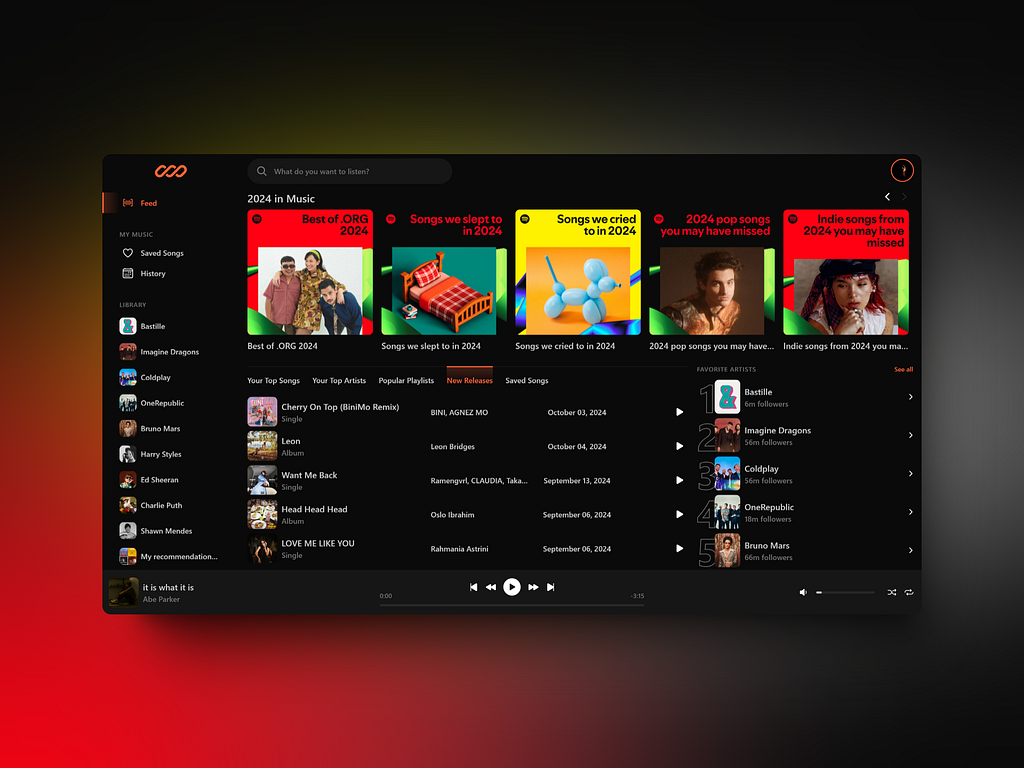 What do you want to listen?
Feed
MY MUSIC
Saved Songs
History
LIBRARY
Bastille
Imagine Dragons
Coldplay
OneRepublic
Bruno Mars
Harry Styles
Ed Sheeran
Charlie Puth
Shawn Mendes
My recommendation...
2024 in Music
Best of .ORG
2024
Best of .ORG 2024
Songs we slept to
in 2024
Songs we slept to in 2024
Songs we cried
to in 2024
Songs we cried to in 2024
2024 pop songs
you may have missed
2024 pop songs you may have...
Indie songs from
2024 you may have
missed
Indie songs from 2024 you ma...
Your Top Songs
Your Top Artists
Popular Playlists
New Releases
Saved Songs
Cherry On Top (BiniMo Remix)
Single
BINI, AGNEZ MO
October 03, 2024
Leon
Album
Leon Bridges
October 04, 2024
Want Me Back
Single
Ramengvrl, CLAUDIA, Taka...
September 13, 2024
Head Head Head
Album
Oslo Ibrahim
September 06, 2024
LOVE ME LIKE YOU
Single
Rahmania Astrini
September 06, 2024
FAVORITE ARTISTS
See all
1
&
Bastille
6m followers
2
Imagine Dragons
56m followers
3
Coldplay
56m followers
4
OneRepublic
18m followers
5
Bruno Mars
66m followers
it is what it is
Abe Parker
0:00
-3:15